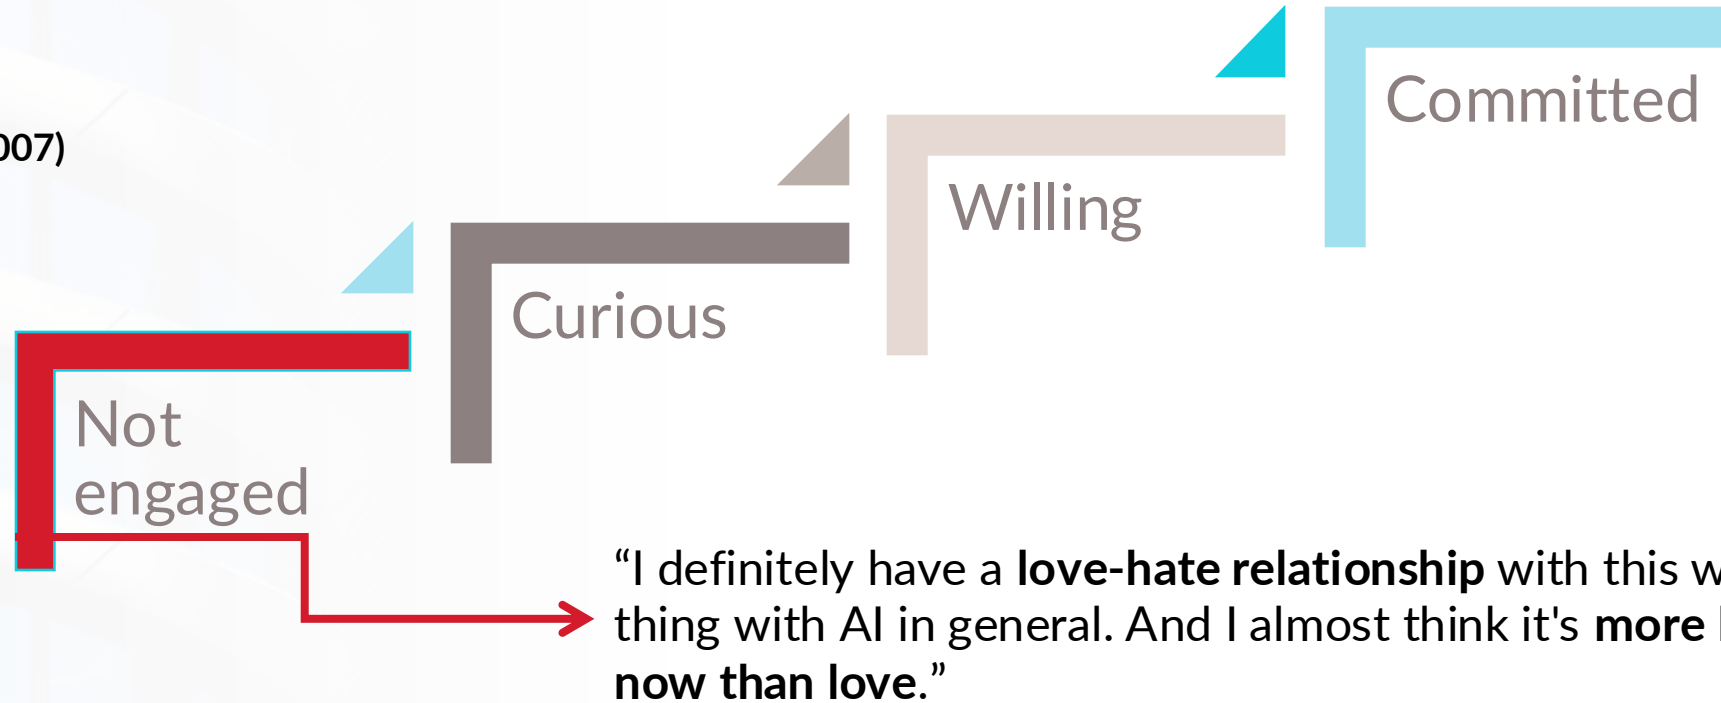 007)
Committed
Willing
Curious
Not
engaged
“I definitely have a love-hate relationship with this
thing with AI in general. And I almost think it's more
now than love.”